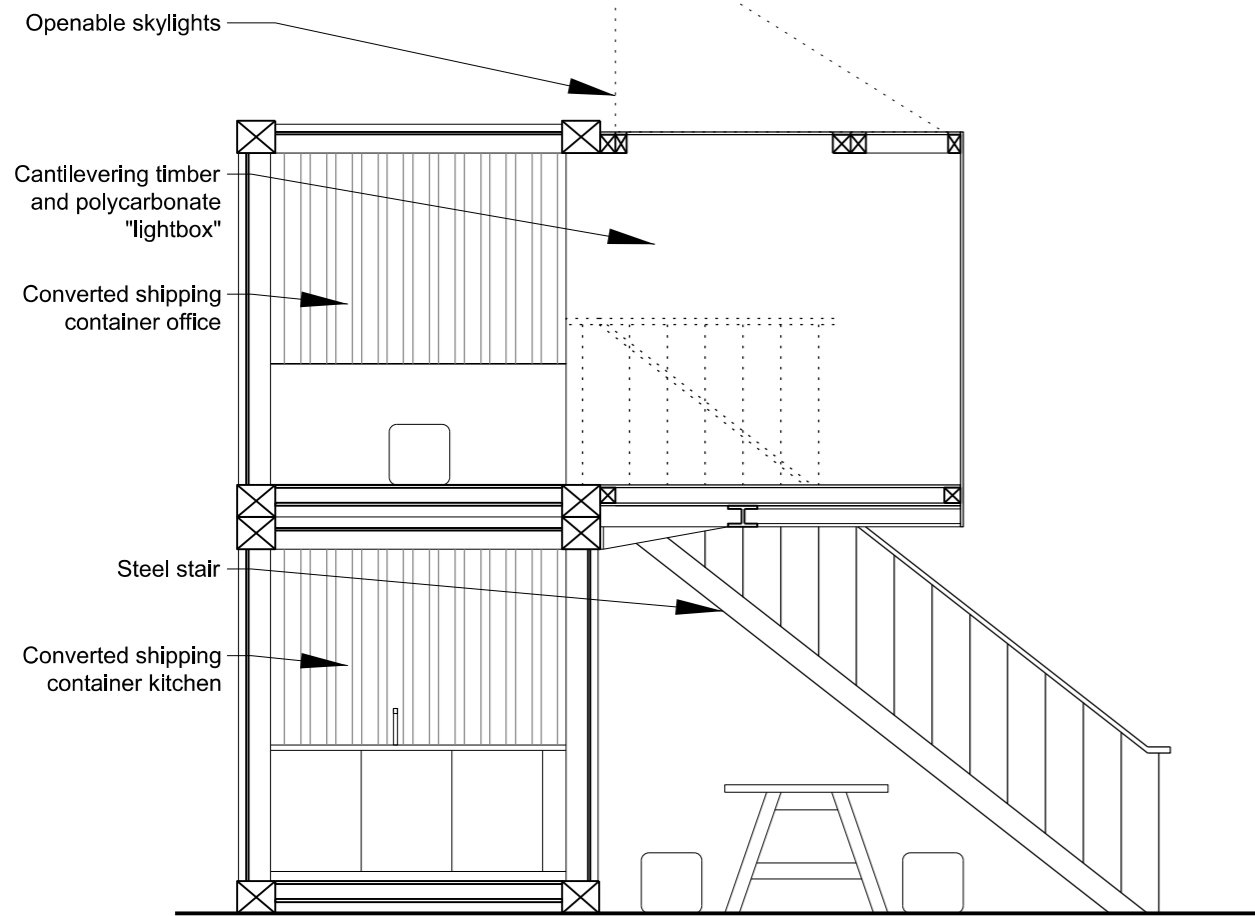 Openable skylights
Cantilevering timber
and polycarbonate
"lightbox"
Converted shipping
container office
Steel stair
Converted shipping
container kitchen